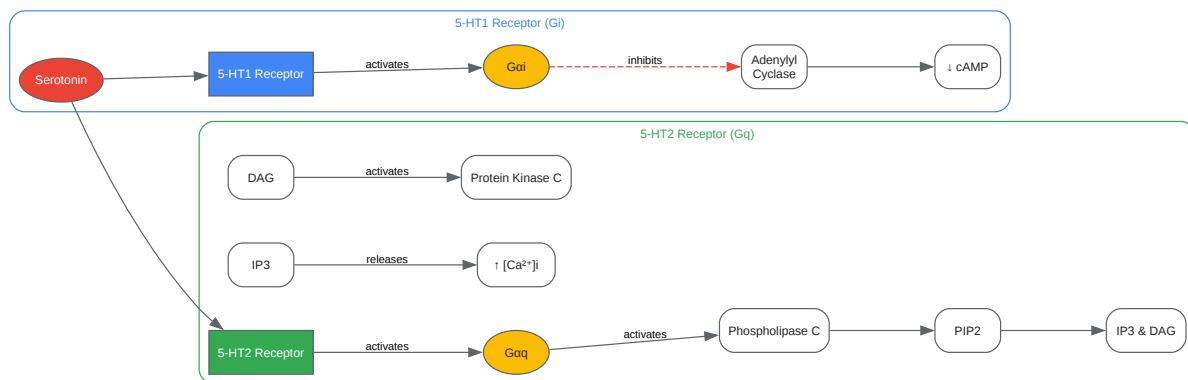 5-HT1 Receptor (Gi)
Serotonin
5-HT1 Receptor
activates
Gαi
inhibits
Adenylyl
Cyclase
↓ cAMP
5-HT2 Receptor (Gq)
DAG
activates
Protein Kinase C
IP3
releases
↑ [Ca²⁺]i
5-HT2 Receptor
activates
Gαq
activates
Phospholipase C
PIP2
IP3 & DAG